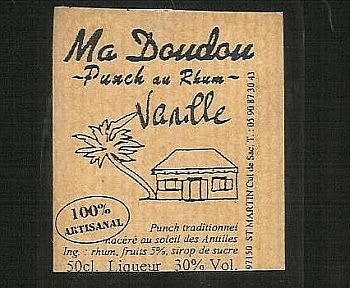 Ma Doudou
~Punch au Rhum~
Vanille
100%
ARTISANAL
Punch traditionnel
macéré au soleil des Antilles
Ing. : rhum, fruits 5%, sirop de sucre
50cl. Liqueur 30% Vol.
97150 ST MARTIN Cul de Sac, T. : 05 90 87 30 43